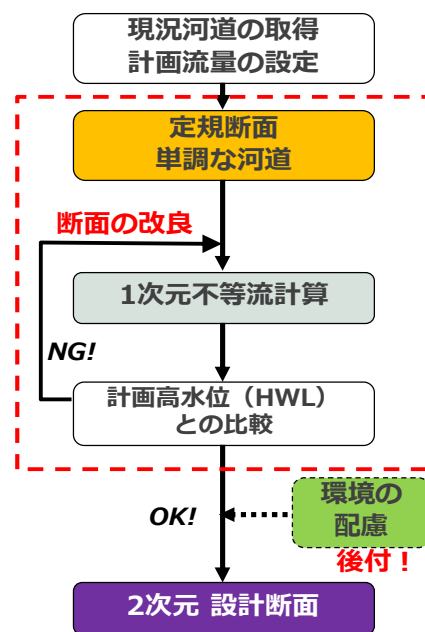 現況河道の取得
計画流量の設定
定規断面
単調な河道
断面の改良
1次元不等流計算
NG!
計画高水位（HWL）
との比較
環境の
配慮
OK!
後付！
2次元 設計断面